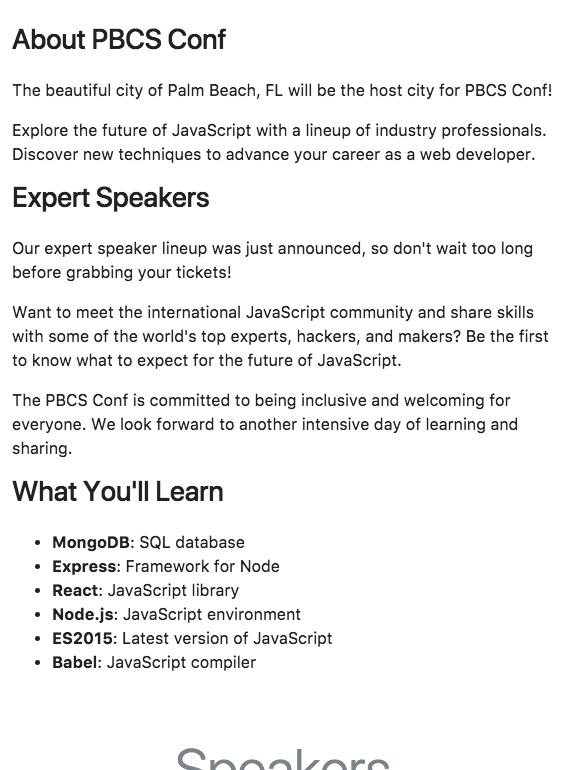 About PBCS Conf
The beautiful city of Palm Beach, FL will be the host city for PBCS Conf!
Explore the future of JavaScript with a lineup of industry professionals.
Discover new techniques to advance your career as a web developer.
Expert Speakers
Our expert speaker lineup was just announced, so don't wait too long
before grabbing your tickets!
Want to meet the international JavaScript community and share skills
with some of the world's top experts, hackers, and makers? Be the first
to know what to expect for the future of JavaScript.
The PBCS Conf is committed to being inclusive and welcoming for
everyone. We look forward to another intensive day of learning and
sharing.
What You'll Learn
• MongoDB: SQL database
• Express: Framework for Node
• React: JavaScript library
• Node.js: JavaScript environment
• ES2015: Latest version of JavaScript
• Babel: JavaScript compiler
Speakers